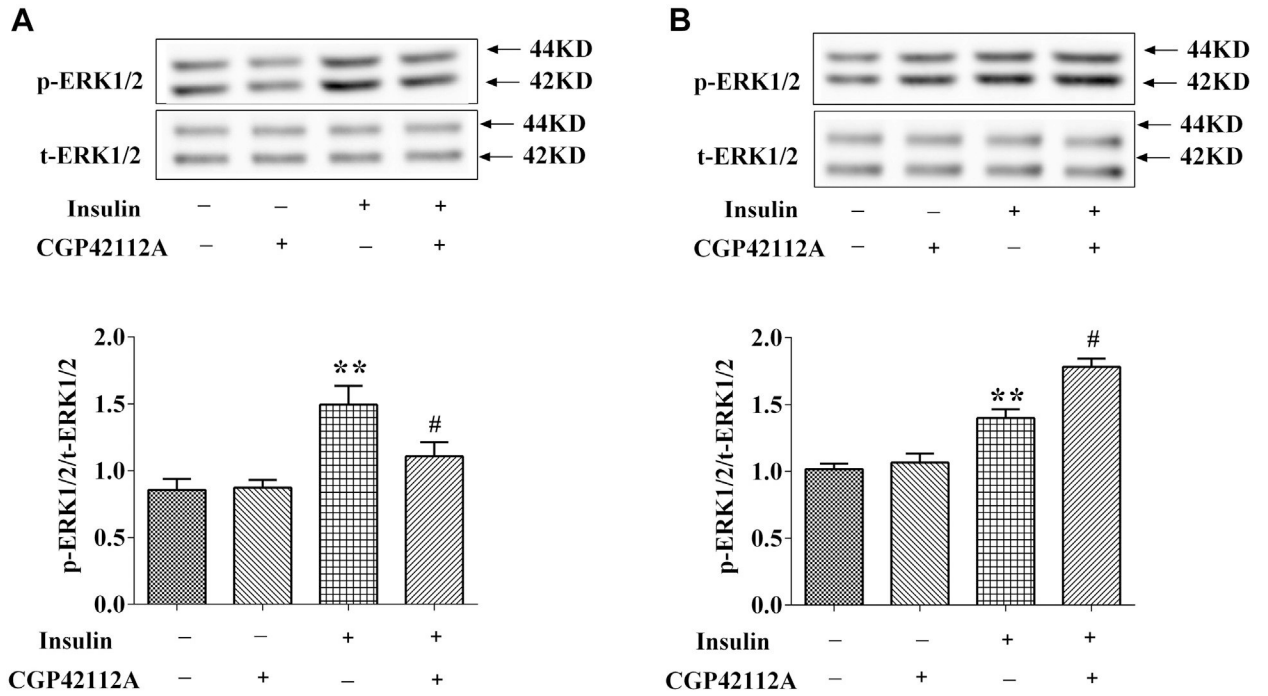 A
p-ERK1/2
44KD
42KD
t-ERK1/2
44KD
42KD
Insulin – – + +
CGP42112A – + – +
p-ERK1/2/t-ERK1/2
2.0
1.5
1.0
0.5
0.0
**
#
Insulin – – + +
CGP42112A – + – +
B
p-ERK1/2
44KD
42KD
t-ERK1/2
44KD
42KD
Insulin – – + +
CGP42112A – + – +
p-ERK1/2/t-ERK1/2
2.0
1.5
1.0
0.5
0.0
**
#
Insulin – – + +
CGP42112A – + – +